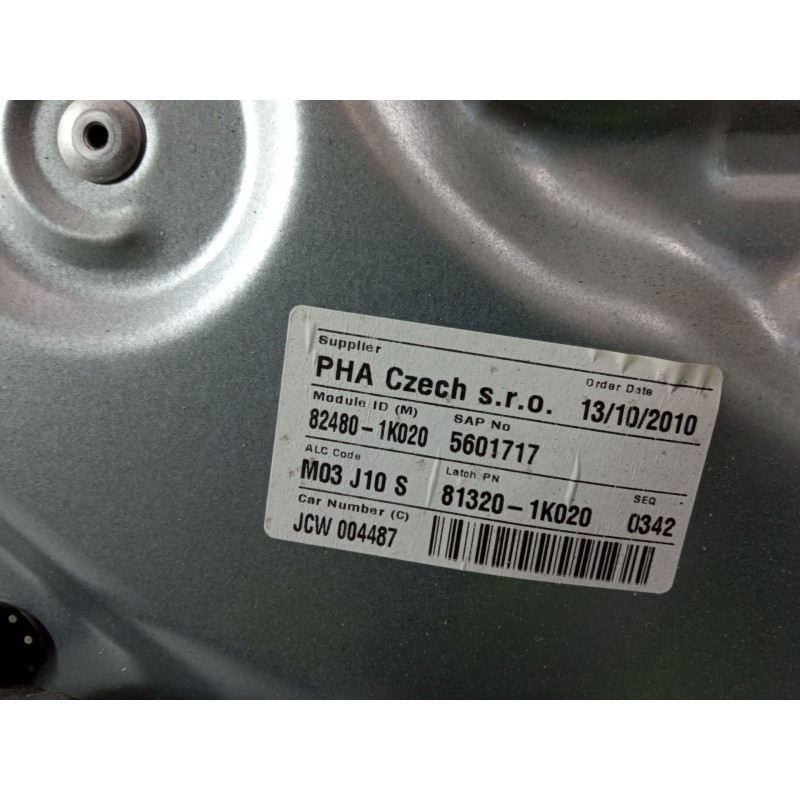 Supplier
PHA Czech s.r.o.
Order Date
13/10/2010
Module ID (M)
82480-1K020
SAP No
5601717
ALC Code
M03 J10 S
Latch PN
81320-1K020
SEQ
0342
Car Number (C)
JCW 004487